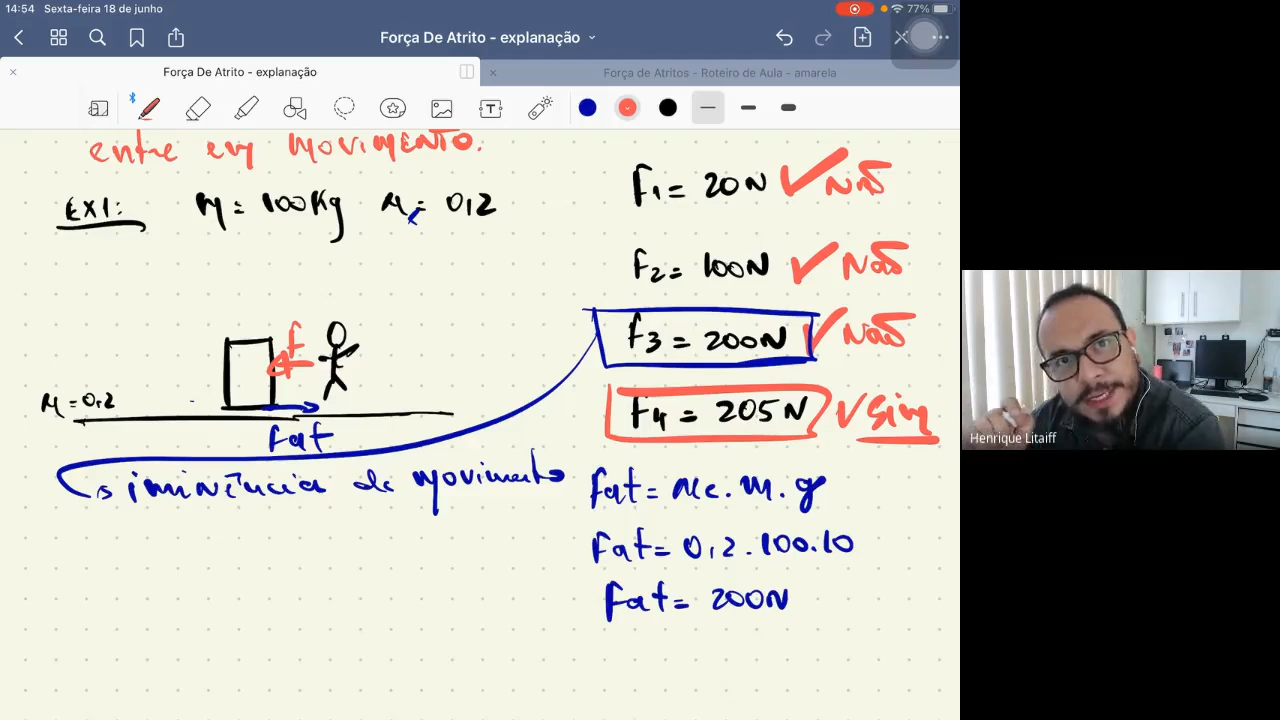 14:54 Sexta-feira 18 de junho
77%
Força De Atrito - explanação
Força De Atrito - explanação
Força de Atritos - Roteiro de Aula - amarela
entre em movimento.
EX1: M = 100Kg μe = 0,2
F1 = 20N Não
F2 = 100N Não
F3 = 200N Não
F4 = 205N Sim
F
μ = 0,2
Fat
iminência de movimento
Fat = μe . m . g
Fat = 0,2 . 100 . 10
Fat = 200N
Henrique Litaiff